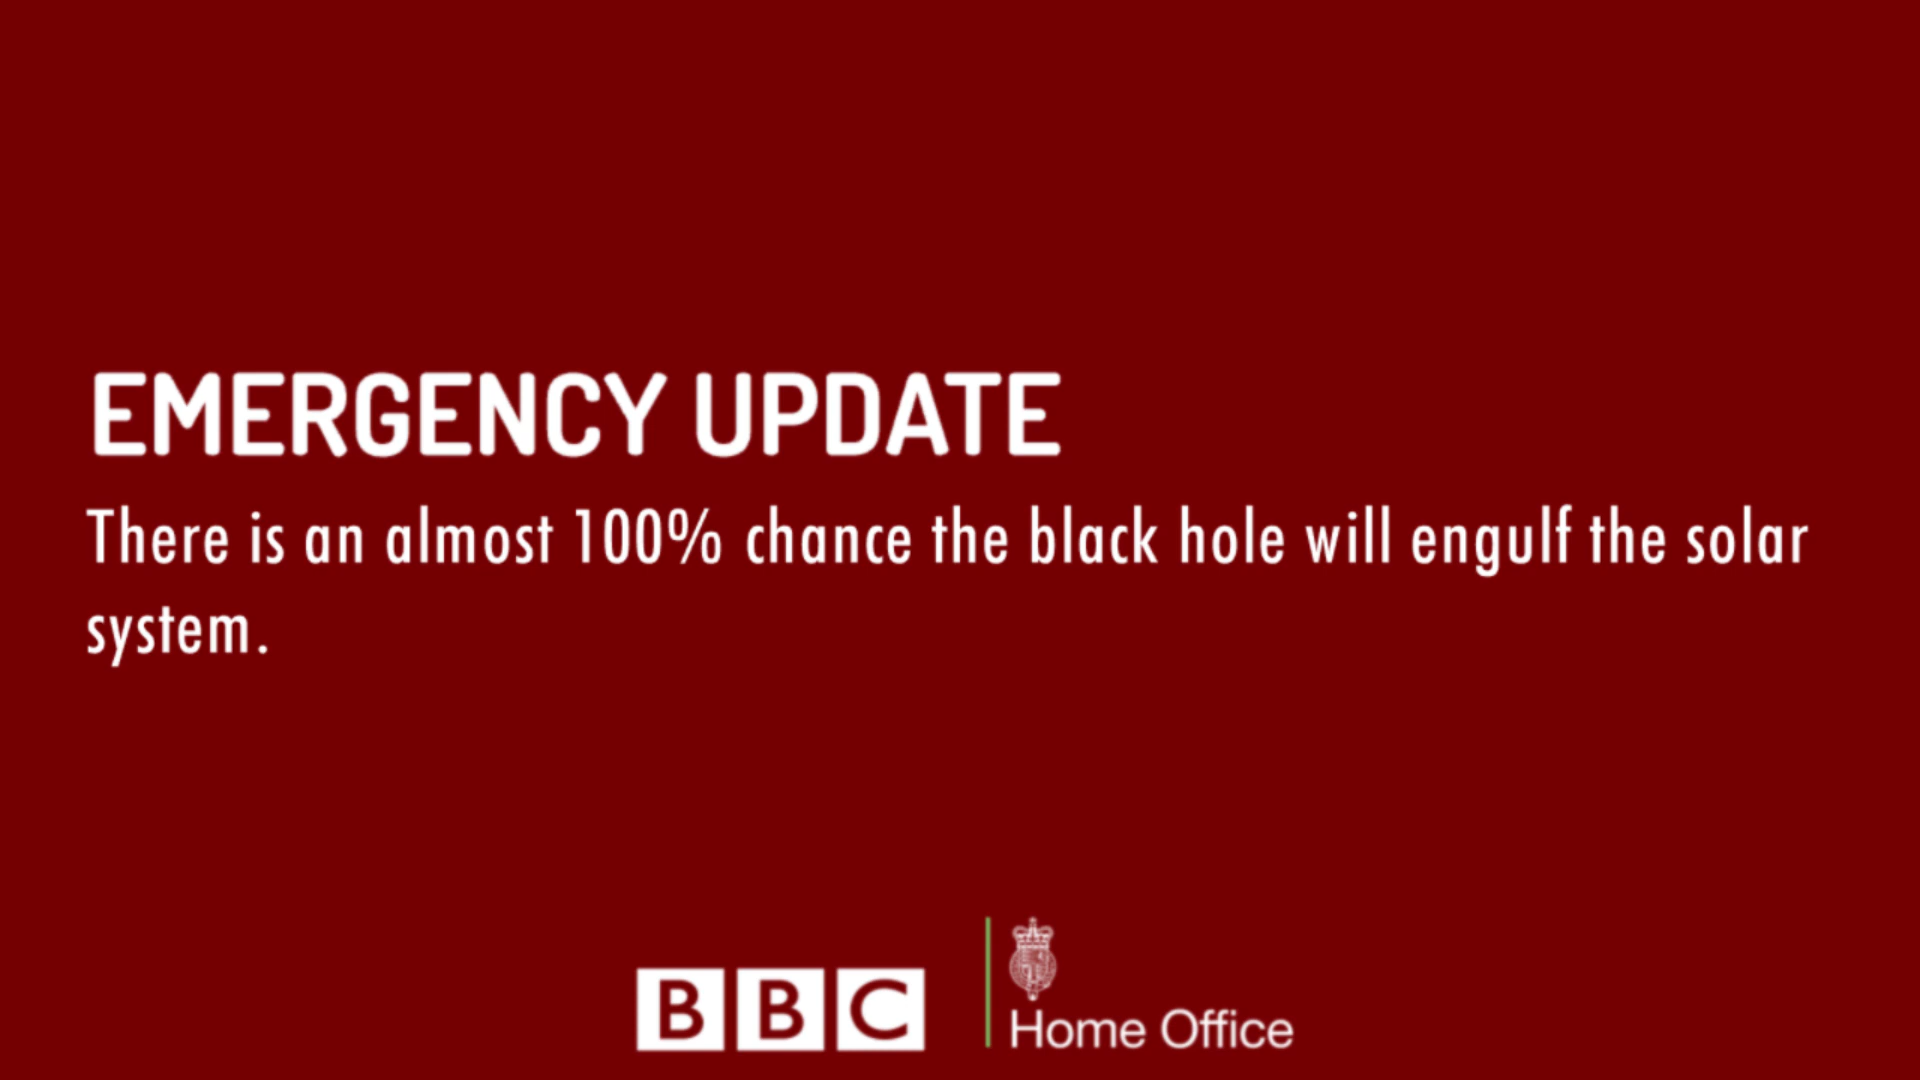 EMERGENCY UPDATE
There is an almost 100% chance the black hole will engulf the solar
system.
BBC
Home Office